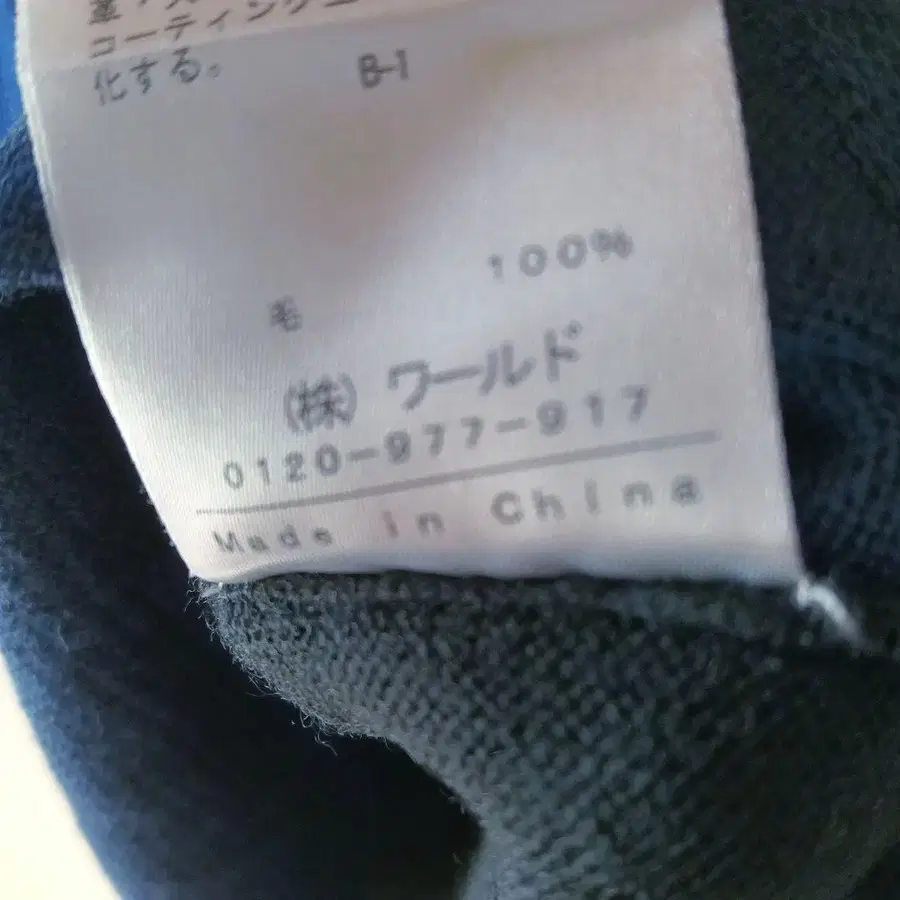 コーティング
化する。 B-1
毛 100%
(株) ワールド
0120-977-917
Made in China